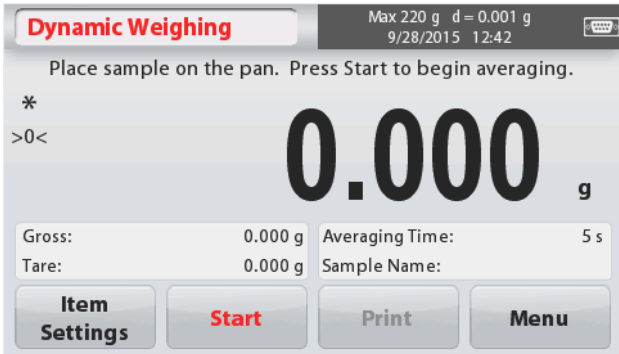 Dynamic Weighing
Max 220 g d = 0.001 g
9/28/2015 12:42
Place sample on the pan. Press Start to begin averaging.
*
>0<
0.000 g
Gross: 0.000 g Averaging Time: 5 s
Tare: 0.000 g Sample Name:
Item Settings
Start
Print
Menu